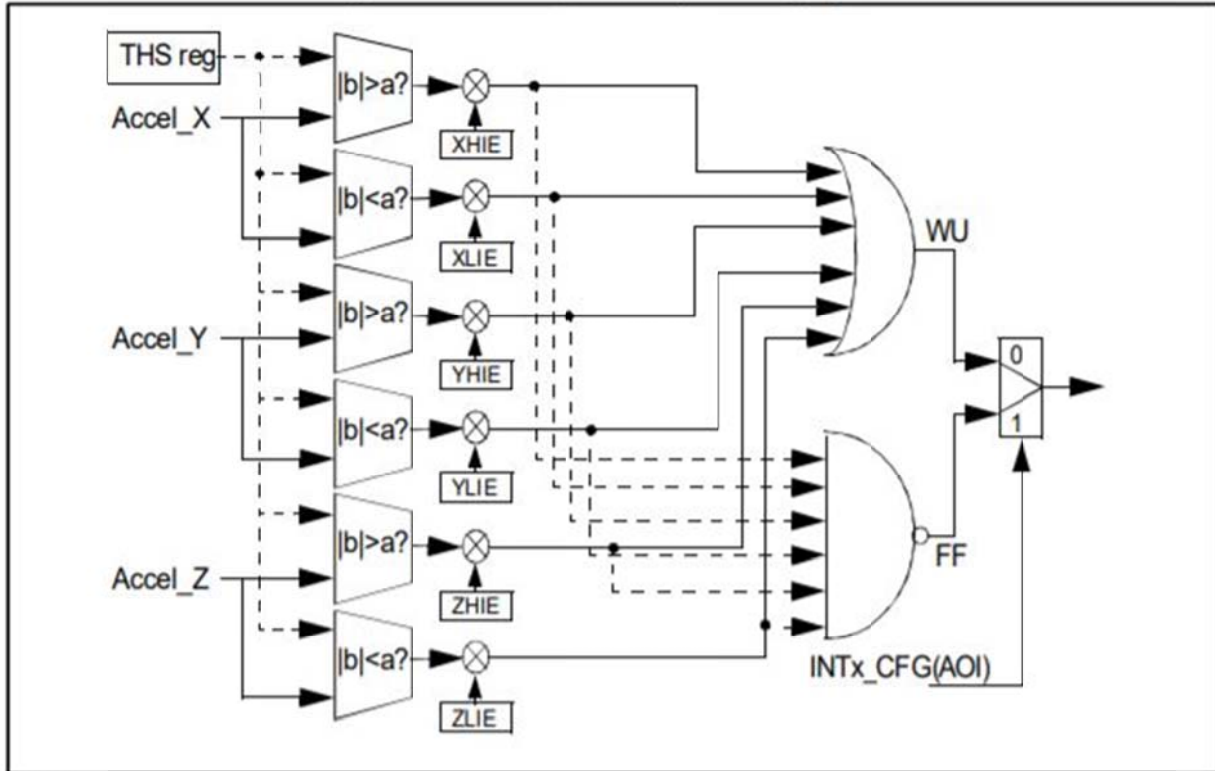 THS reg
|b|>a?
Accel_X
XHIE
|b|<a?
XLIE
WU
|b|>a?
Accel_Y
YHIE
0
1
|b|<a?
YLIE
|b|>a?
FF
Accel_Z
ZHIE
|b|<a?
INTx_CFG(AOI)
ZLIE